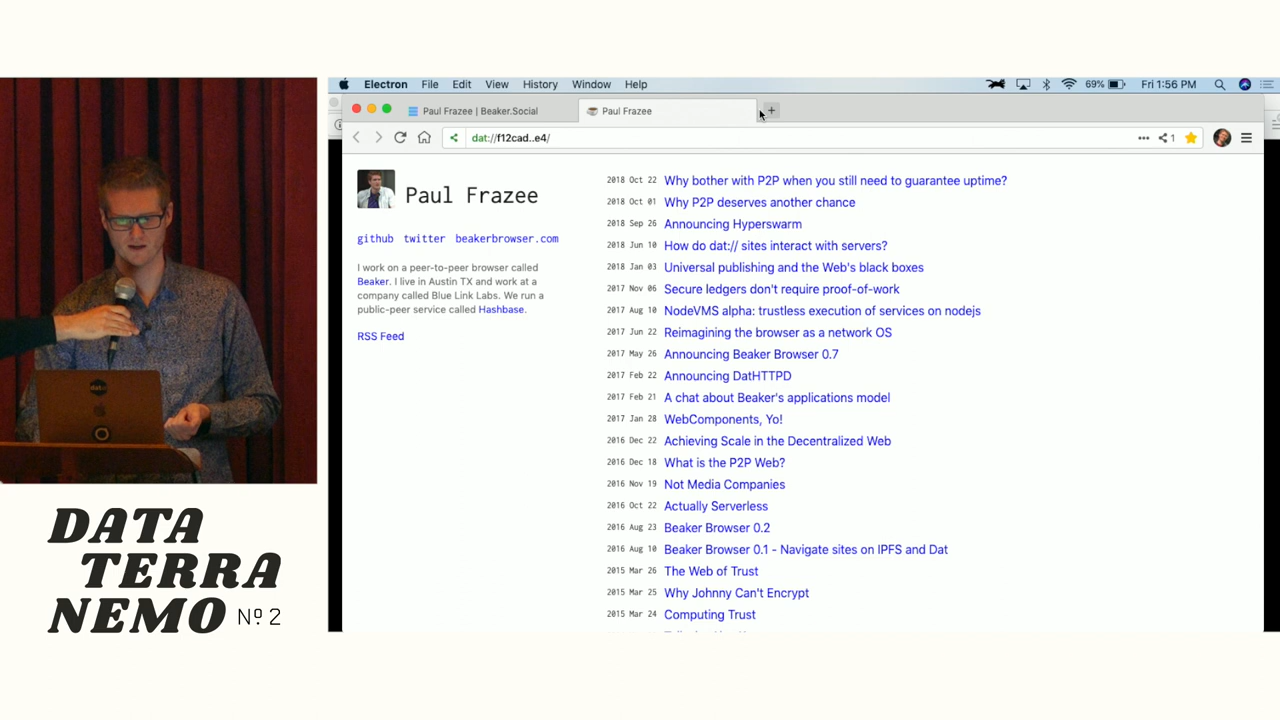 Electron File Edit View History Window Help 69% Fri 1:56 PM
Paul Frazee | Beaker.Social Paul Frazee
dat://f12cad..e4/ 1
Paul Frazee
github twitter beakerbrowser.com
I work on a peer-to-peer browser called
Beaker. I live in Austin TX and work at a
company called Blue Link Labs. We run a
public-peer service called Hashbase.
RSS Feed
2018 Oct 22 Why bother with P2P when you still need to guarantee uptime?
2018 Oct 01 Why P2P deserves another chance
2018 Sep 26 Announcing Hyperswarm
2018 Jun 10 How do dat:// sites interact with servers?
2018 Jan 03 Universal publishing and the Web's black boxes
2017 Nov 06 Secure ledgers don't require proof-of-work
2017 Aug 10 NodeVMS alpha: trustless execution of services on nodejs
2017 Jun 22 Reimagining the browser as a network OS
2017 May 26 Announcing Beaker Browser 0.7
2017 Feb 22 Announcing DatHTTPD
2017 Feb 21 A chat about Beaker's applications model
2017 Jan 28 WebComponents, Yo!
2016 Dec 22 Achieving Scale in the Decentralized Web
2016 Dec 18 What is the P2P Web?
2016 Nov 19 Not Media Companies
2016 Oct 22 Actually Serverless
2016 Aug 23 Beaker Browser 0.2
2016 Aug 10 Beaker Browser 0.1 - Navigate sites on IPFS and Dat
2015 Mar 26 The Web of Trust
2015 Mar 25 Why Johnny Can't Encrypt
2015 Mar 24 Computing Trust
DATA
TERRA
NEMO Nº 2